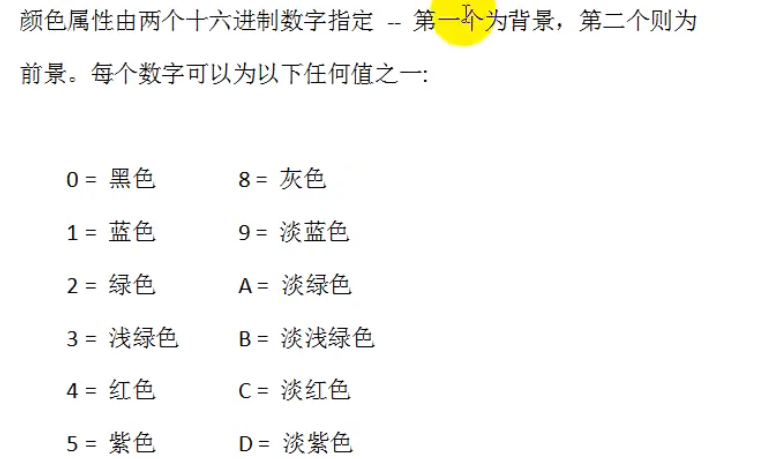 颜色属性由两个十六进制数字指定 -- 第一个为背景，第二个则为
前景。每个数字可以为以下任何值之一:
0 = 黑色 8 = 灰色
1 = 蓝色 9 = 淡蓝色
2 = 绿色 A = 淡绿色
3 = 浅绿色 B = 淡浅绿色
4 = 红色 C = 淡红色
5 = 紫色 D = 淡紫色